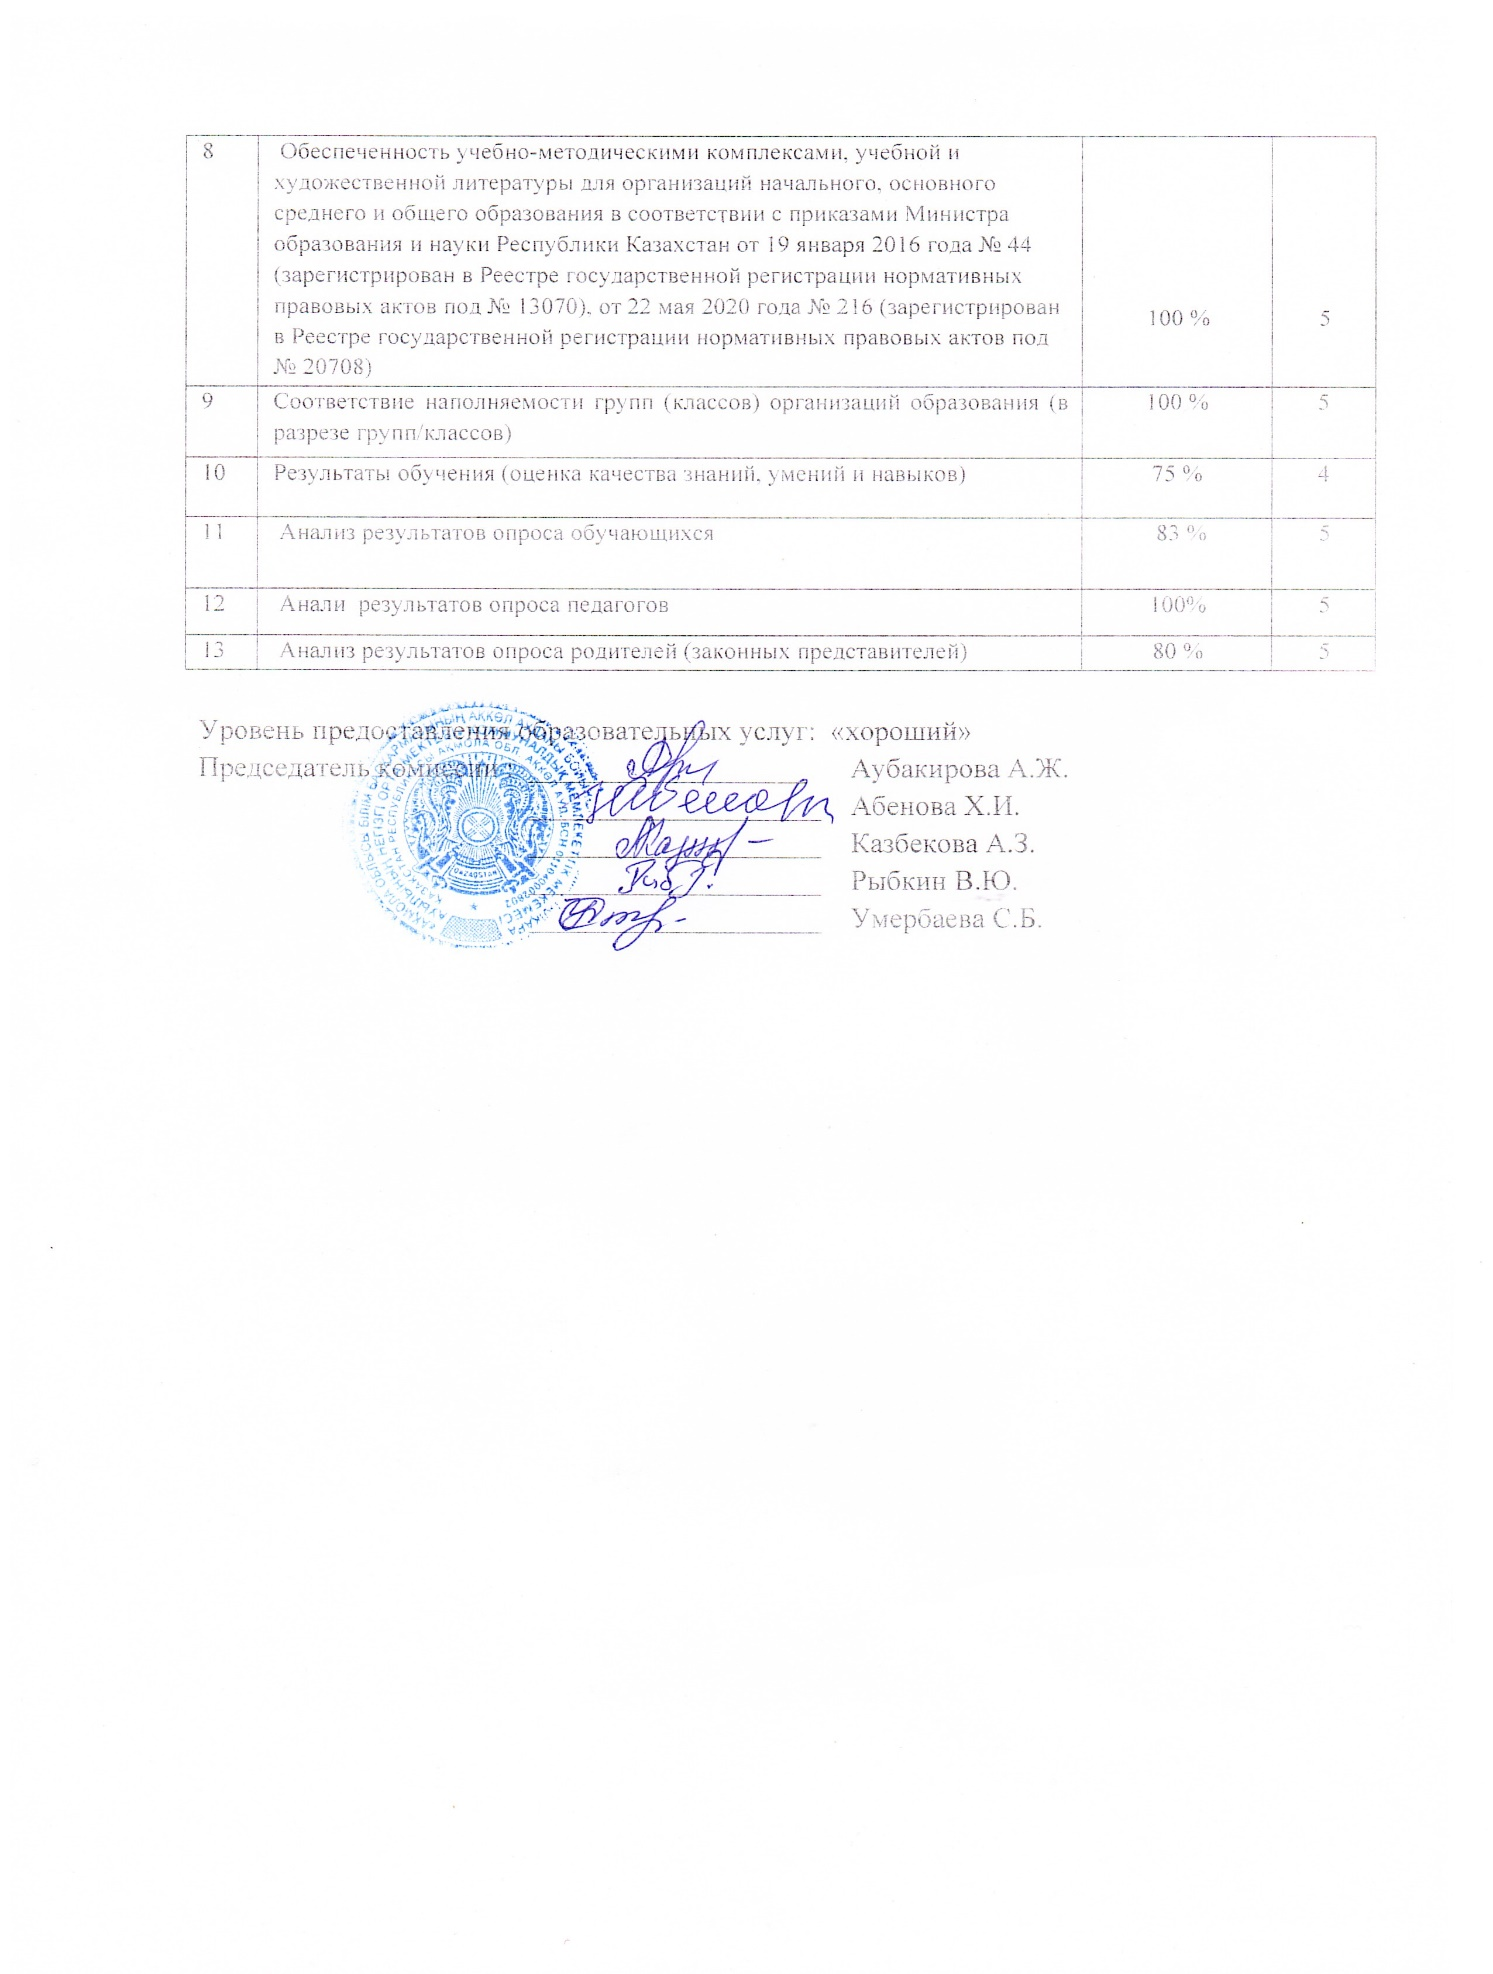 8 Обеспеченность учебно-методическими комплексами, учебной и
художественной литературы для организаций начального, основного
среднего и общего образования в соответствии с приказами Министра
образования и науки Республики Казахстан от 19 января 2016 года № 44
(зарегистрирован в Реестре государственной регистрации нормативных
правовых актов под № 13070), от 22 мая 2020 года № 216 (зарегистрирован
в Реестре государственной регистрации нормативных правовых актов под
№ 20708)
100 % 5
9 Соответствие наполняемости групп (классов) организаций образования (в
разрезе групп/классов)
100 % 5
10 Результаты обучения (оценка качества знаний, умений и навыков) 75 % 4
11 Анализ результатов опроса обучающихся 83 % 5
12 Анали результатов опроса педагогов 100% 5
13 Анализ результатов опроса родителей (законных представителей) 80 % 5
Уровень предоставления образовательных услуг: «хороший»
Председатель комиссии Аубакирова А.Ж.
Абенова Х.И.
Казбекова А.З.
Рыбкин В.Ю.
Умербаева С.Б.